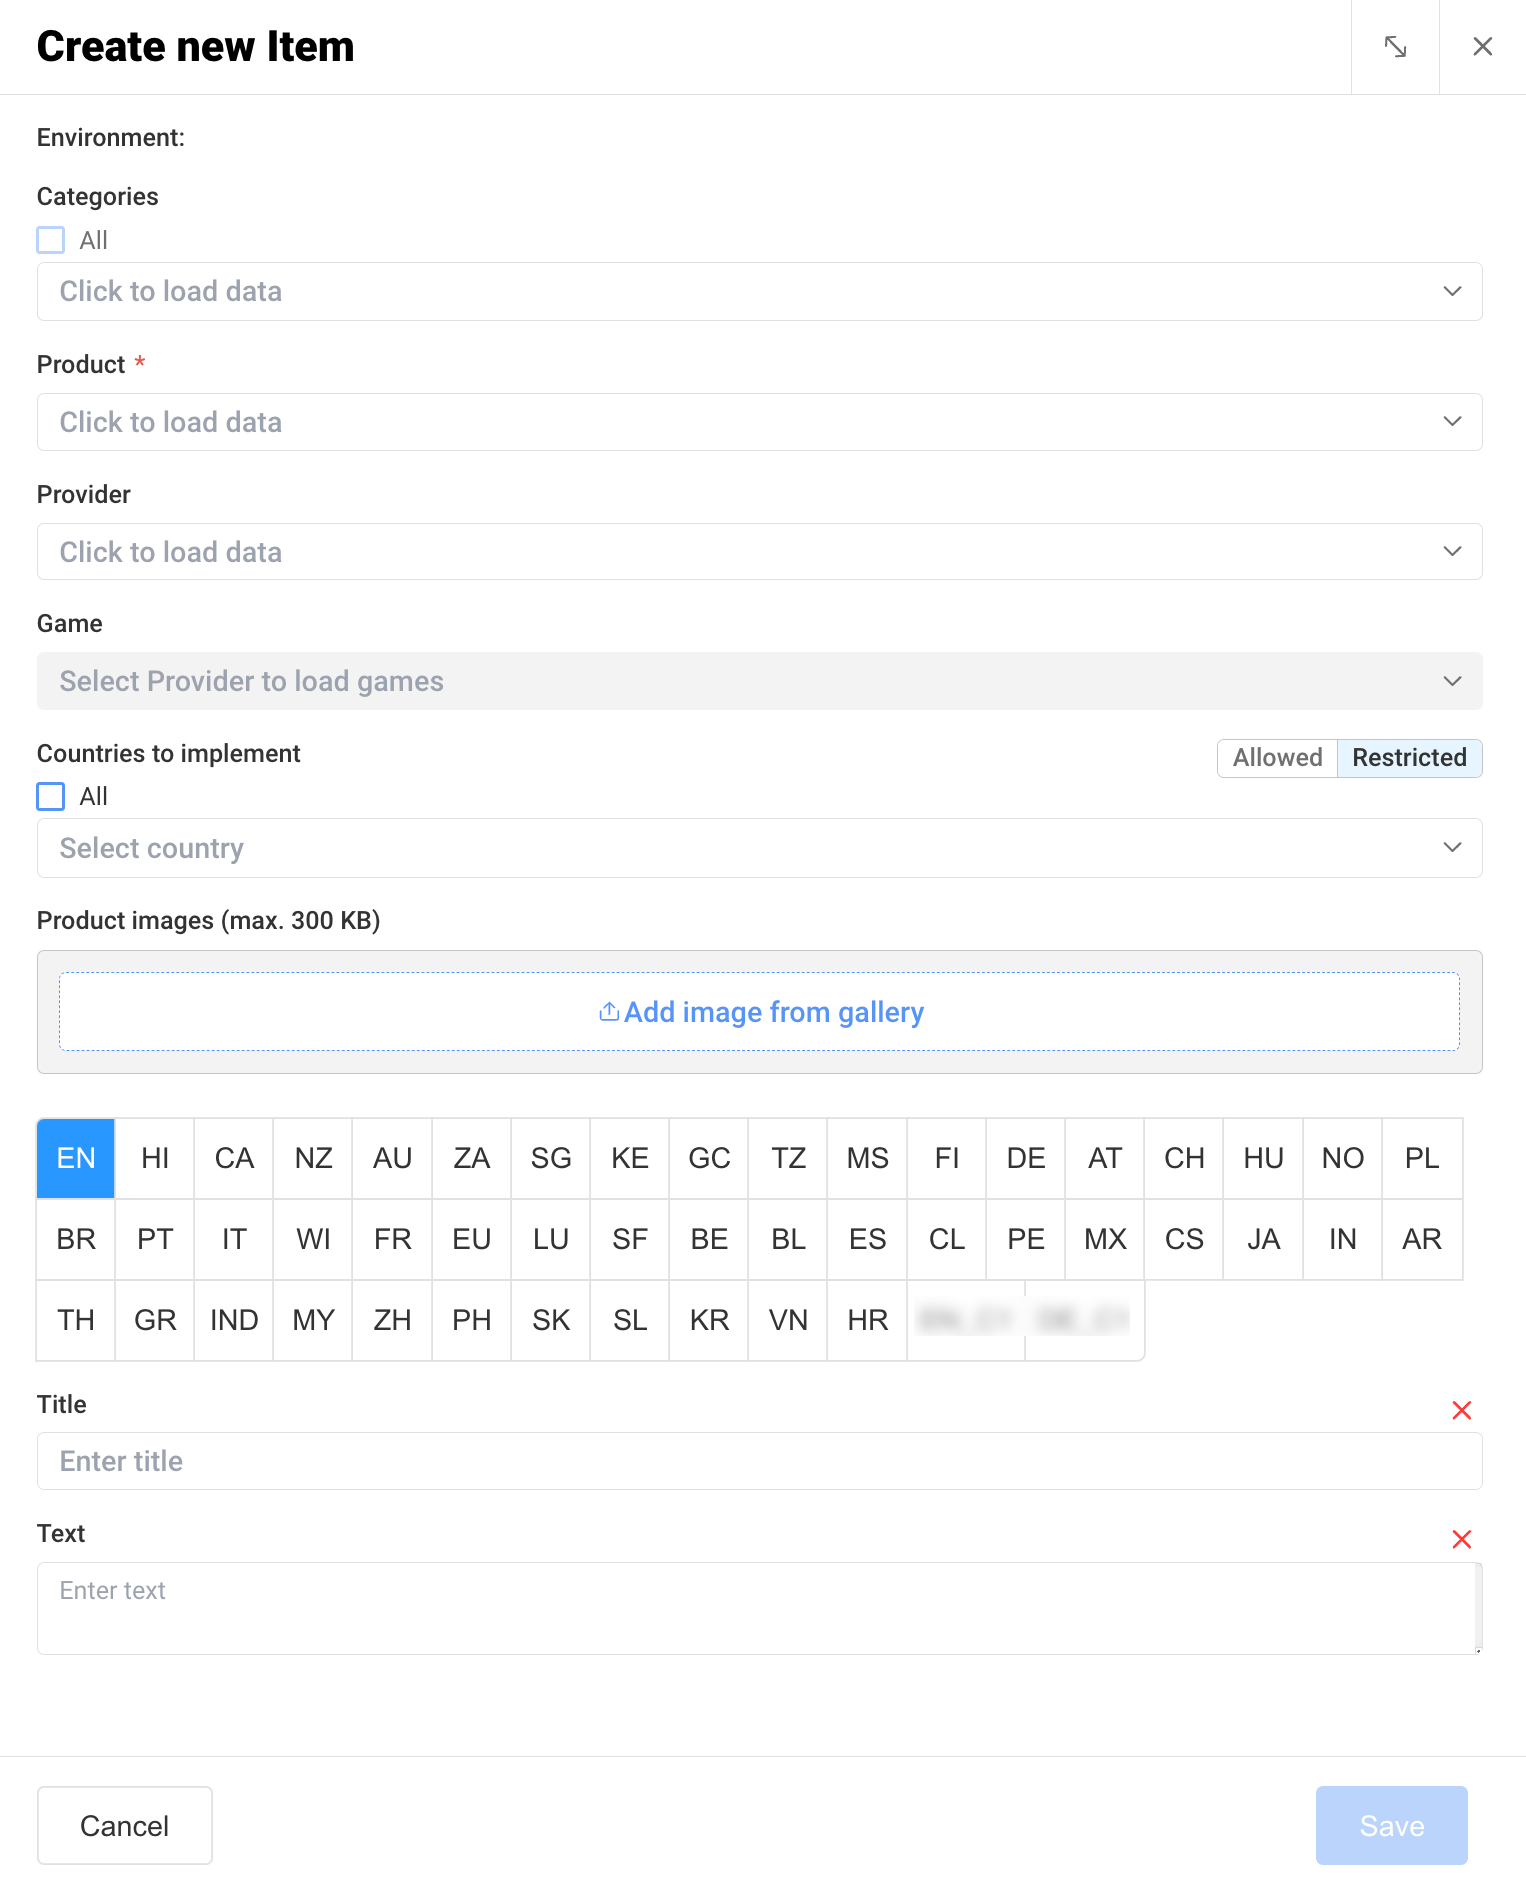 Create new Item
Environment:
Categories
All
Click to load data
Product *
Click to load data
Provider
Click to load data
Game
Select Provider to load games
Countries to implement
Allowed Restricted
All
Select country
Product images (max. 300 KB)
Add image from gallery
EN HI CA NZ AU ZA SG KE GC TZ MS FI DE AT CH HU NO PL
BR PT IT WI FR EU LU SF BE BL ES CL PE MX CS JA IN AR
TH GR IND MY ZH PH SK SL KR VN HR
Title
Enter title
Text
Enter text
Cancel Save